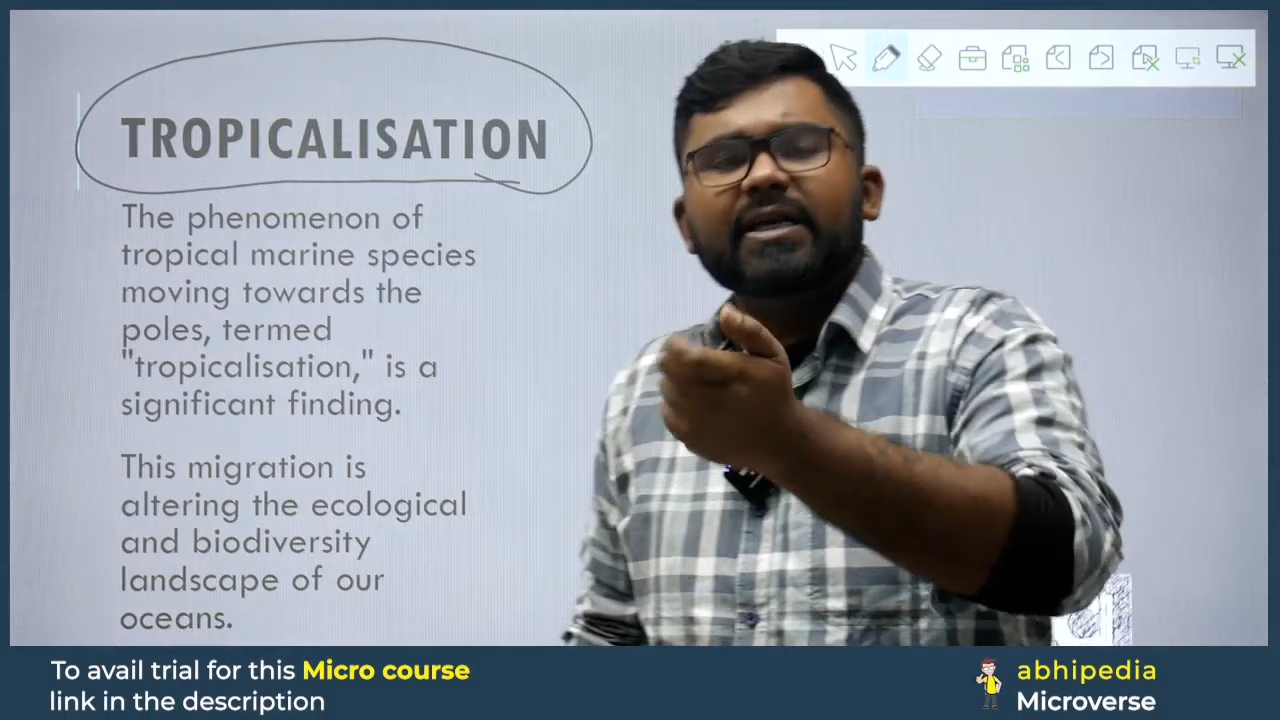 TROPICALISATION
The phenomenon of
tropical marine species
moving towards the
poles, termed
"tropicalisation," is a
significant finding.
This migration is
altering the ecological
and biodiversity
landscape of our
oceans.
To avail trial for this Micro course
link in the description
abhipedia
Microverse